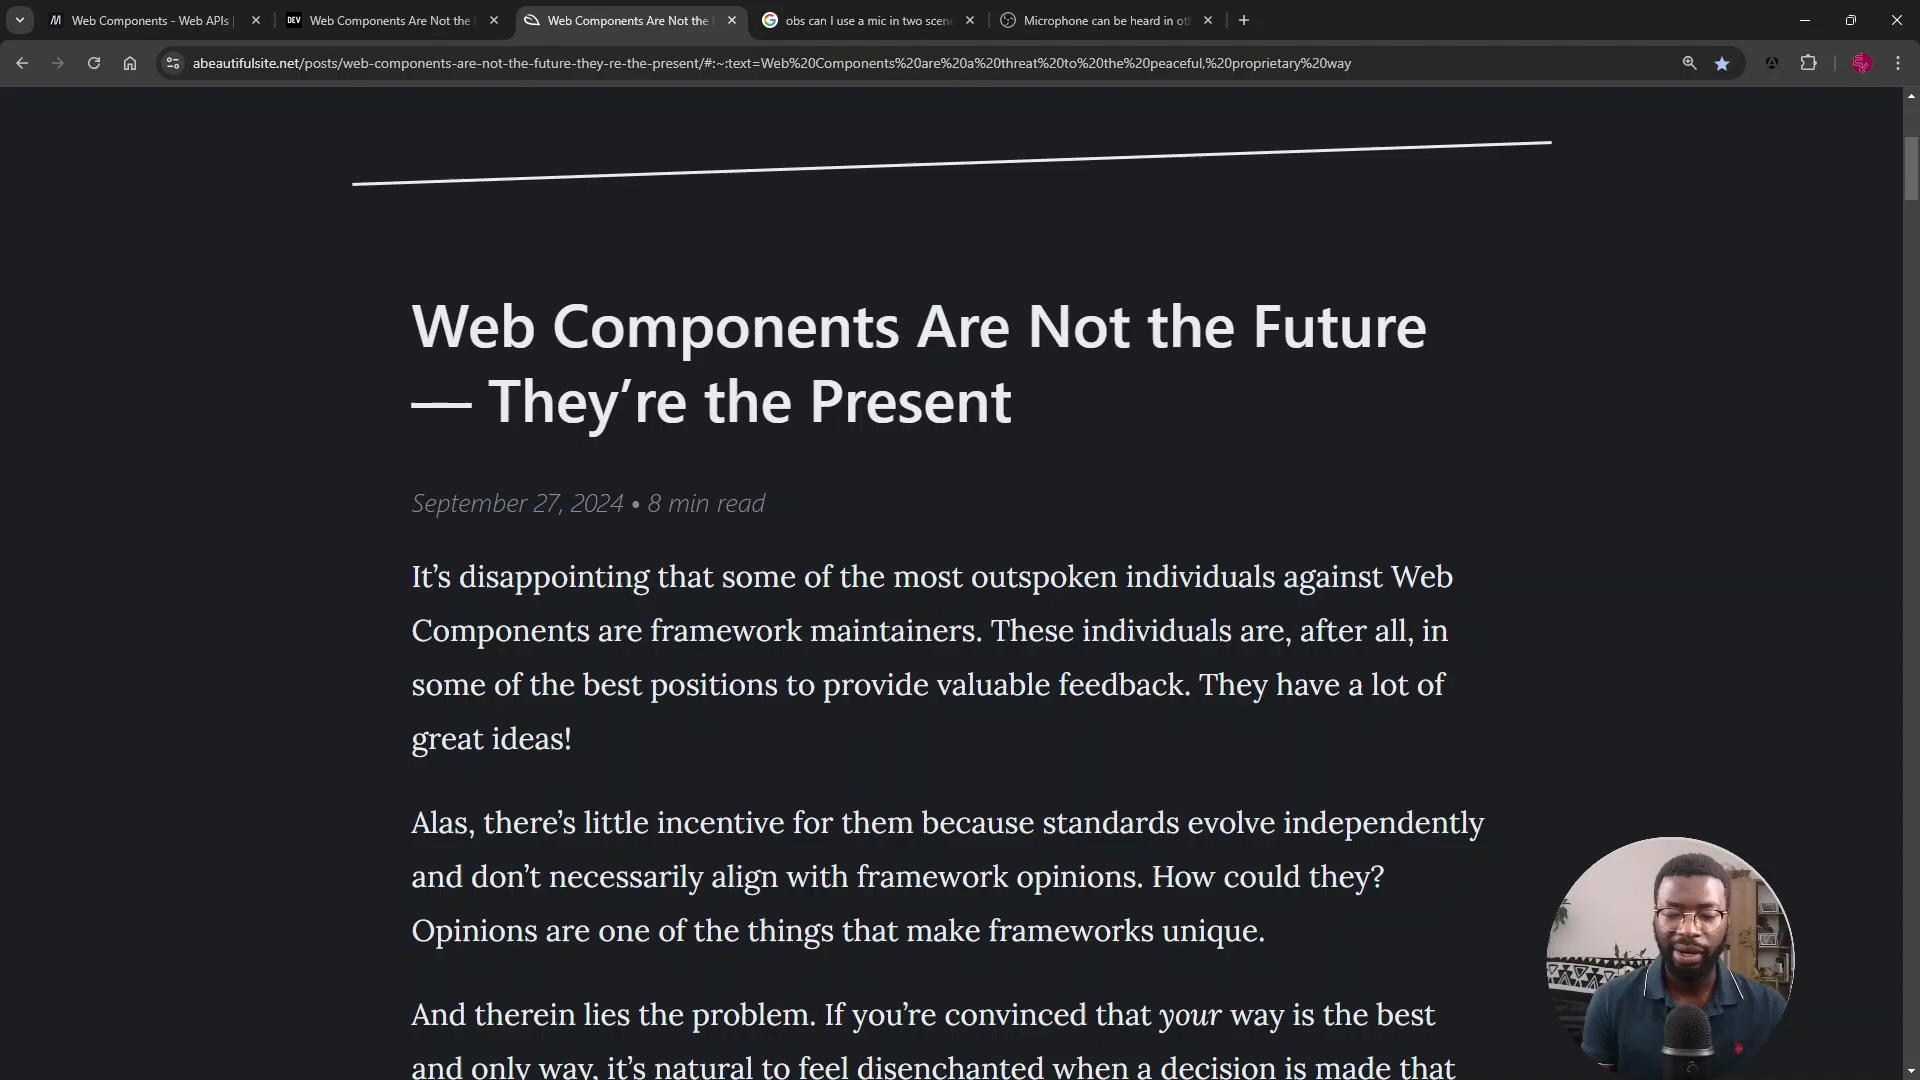 Web Components - Web APIs |
Web Components Are Not the
Web Components Are Not the
obs can I use a mic in two scen
Microphone can be heard in ot
abeautifulsite.net/posts/web-components-are-not-the-future-they-re-the-present/#:~:text=Web%20Components%20are%20a%20threat%20to%20the%20peaceful,%20proprietary%20way
Web Components Are Not the Future
— They’re the Present
September 27, 2024 • 8 min read
It’s disappointing that some of the most outspoken individuals against Web
Components are framework maintainers. These individuals are, after all, in
some of the best positions to provide valuable feedback. They have a lot of
great ideas!
Alas, there’s little incentive for them because standards evolve independently
and don’t necessarily align with framework opinions. How could they?
Opinions are one of the things that make frameworks unique.
And therein lies the problem. If you’re convinced that your way is the best
and only way, it’s natural to feel disenchanted when a decision is made that